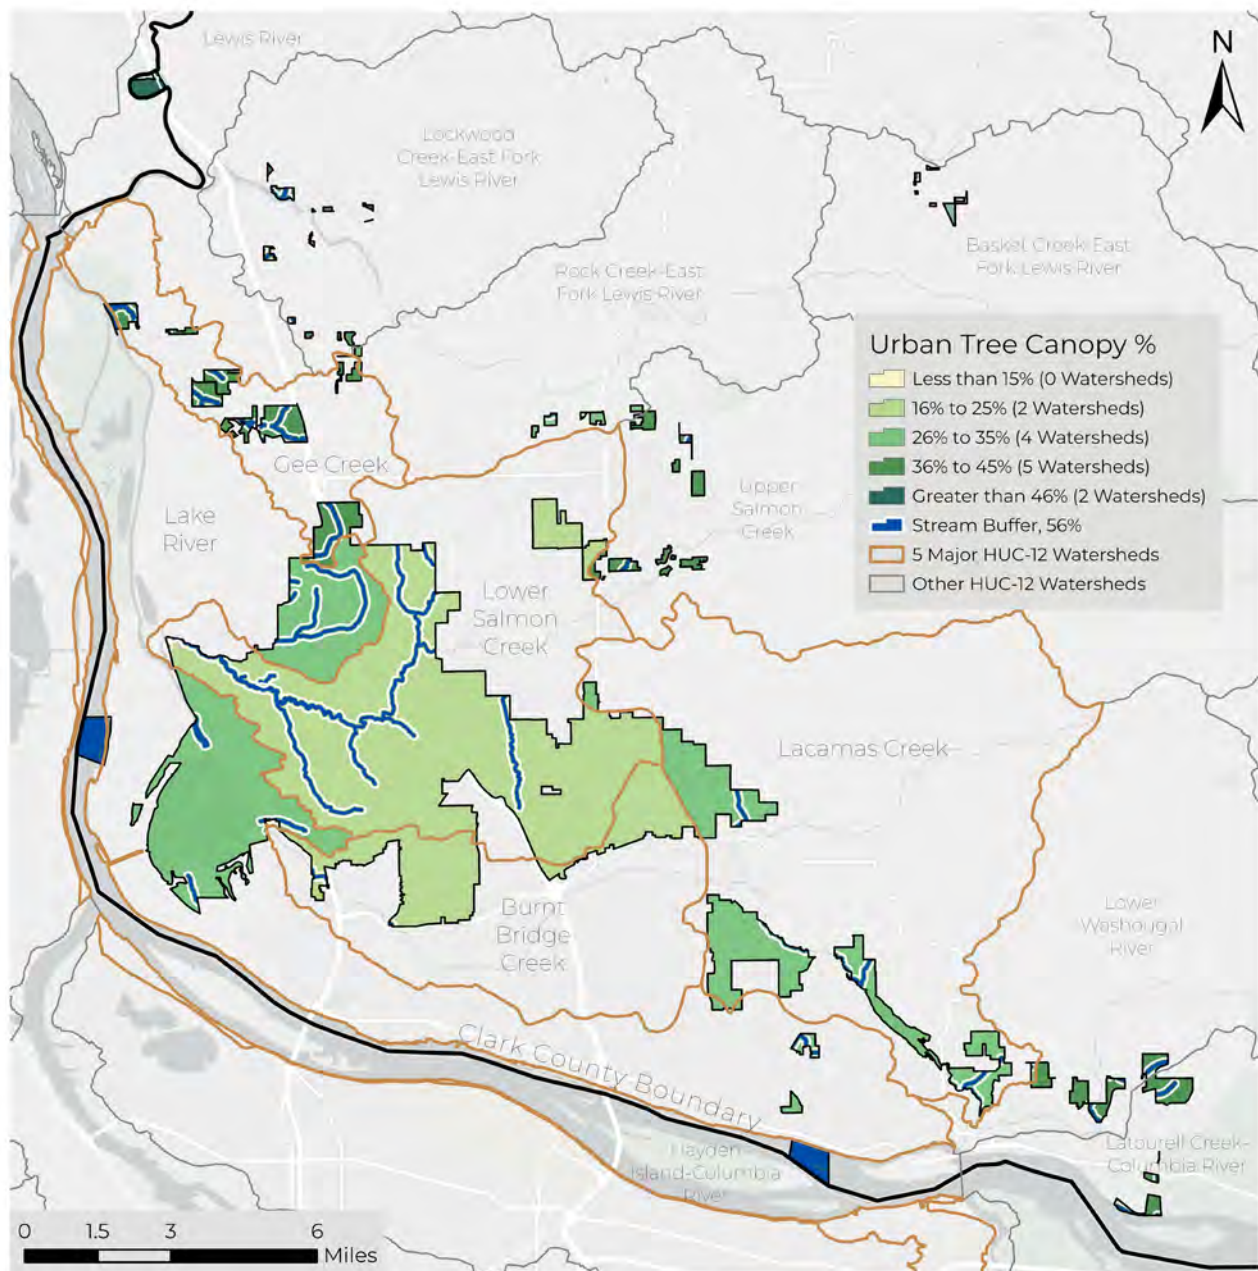 N
Lewis River
Lockwood
Creek-East Fork
Lewis River
Basket Creek-East
Fork Lewis River
Rock Creek-East
Fork Lewis River
Urban Tree Canopy %
Less than 15% (0 Watersheds)
16% to 25% (2 Watersheds)
26% to 35% (4 Watersheds)
36% to 45% (5 Watersheds)
Greater than 46% (2 Watersheds)
Stream Buffer, 56%
5 Major HUC-12 Watersheds
Other HUC-12 Watersheds
Gee Creek
Upper
Salmon
Creek
Lake
River
Lower
Salmon
Creek
Lacamas Creek
Burnt
Bridge
Creek
Lower
Washougal
River
Clark County Boundary
Hayden
Island-Columbia
River
Latourell Creek-
Columbia River
0 1.5 3 6
Miles